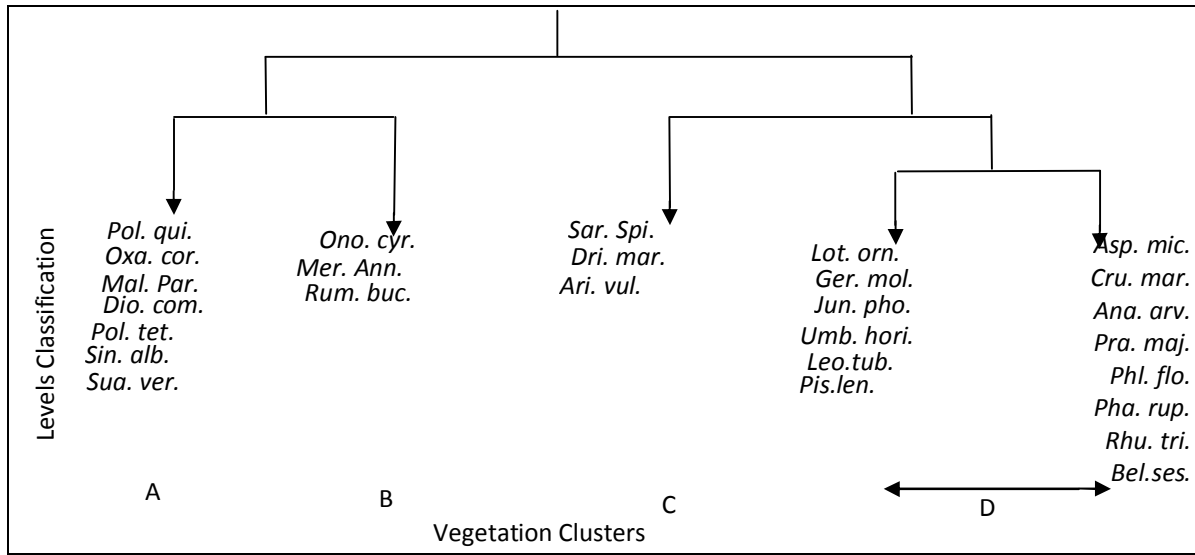 Levels Classification
Pol. qui.
Oxa. cor.
Mal. Par.
Dio. com.
Pol. tet.
Sin. alb.
Sua. ver.
Ono. cyr.
Mer. Ann.
Rum. buc.
Sar. Spi.
Dri. mar.
Ari. vul.
Lot. orn.
Ger. mol.
Jun. pho.
Umb. hori.
Leo.tub.
Pis.len.
Asp. mic.
Cru. mar.
Ana. arv.
Pra. maj.
Phl. flo.
Pha. rup.
Rhu. tri.
Bel.ses.
A
B
C
D
Vegetation Clusters